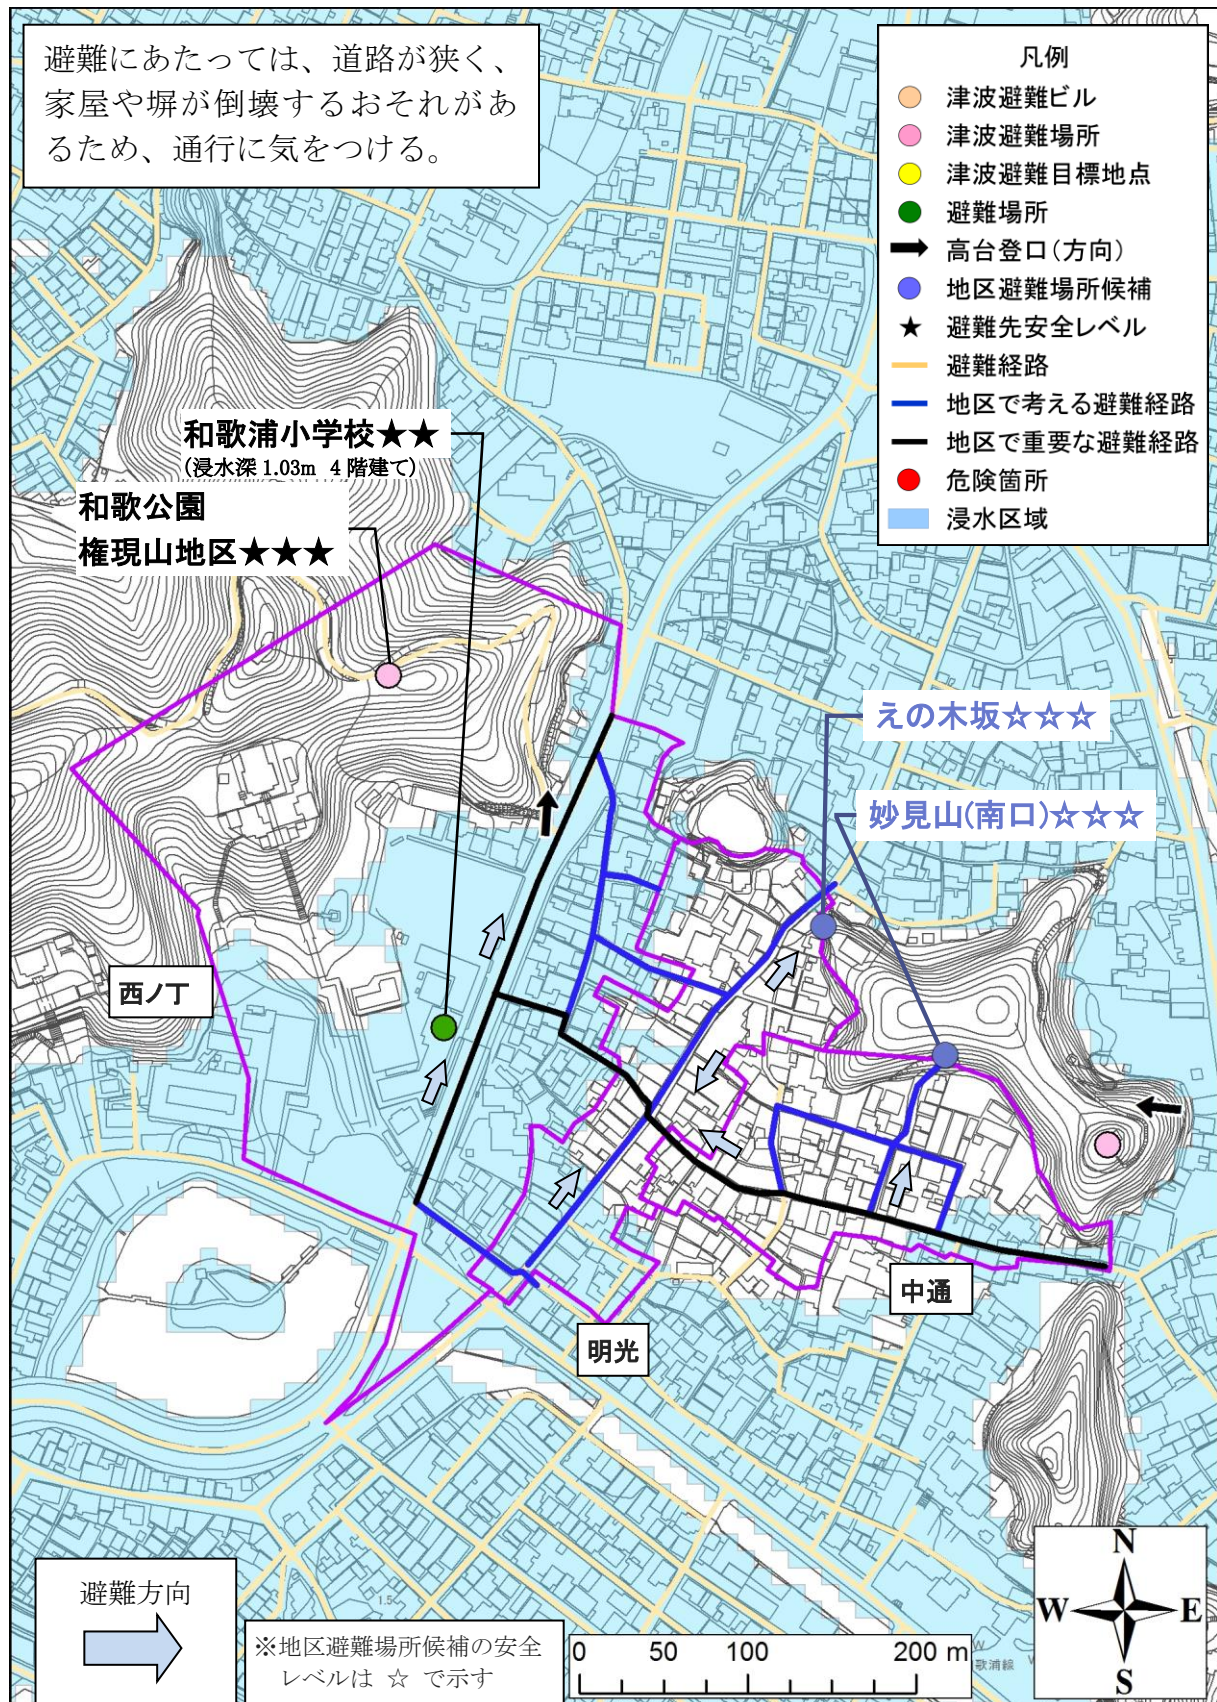 避難にあたっては、道路が狭く、
家屋や塀が倒壊するおそれがあ
るため、通行に気をつける。
凡例
津波避難ビル
津波避難場所
津波避難目標地点
避難場所
高台登口(方向)
地区避難場所候補
★ 避難先安全レベル
避難経路
地区で考える避難経路
地区で重要な避難経路
危険箇所
浸水区域
和歌浦小学校★★
(浸水深 1.03m 4 階建て)
和歌公園
権現山地区★★★
えの木坂☆☆☆
妙見山(南口)☆☆☆
西ノ丁
中通
明光
避難方向
※地区避難場所候補の安全
レベルは ☆ で示す
1.5
0 50 100 200 m
歌浦線
N
W E
S